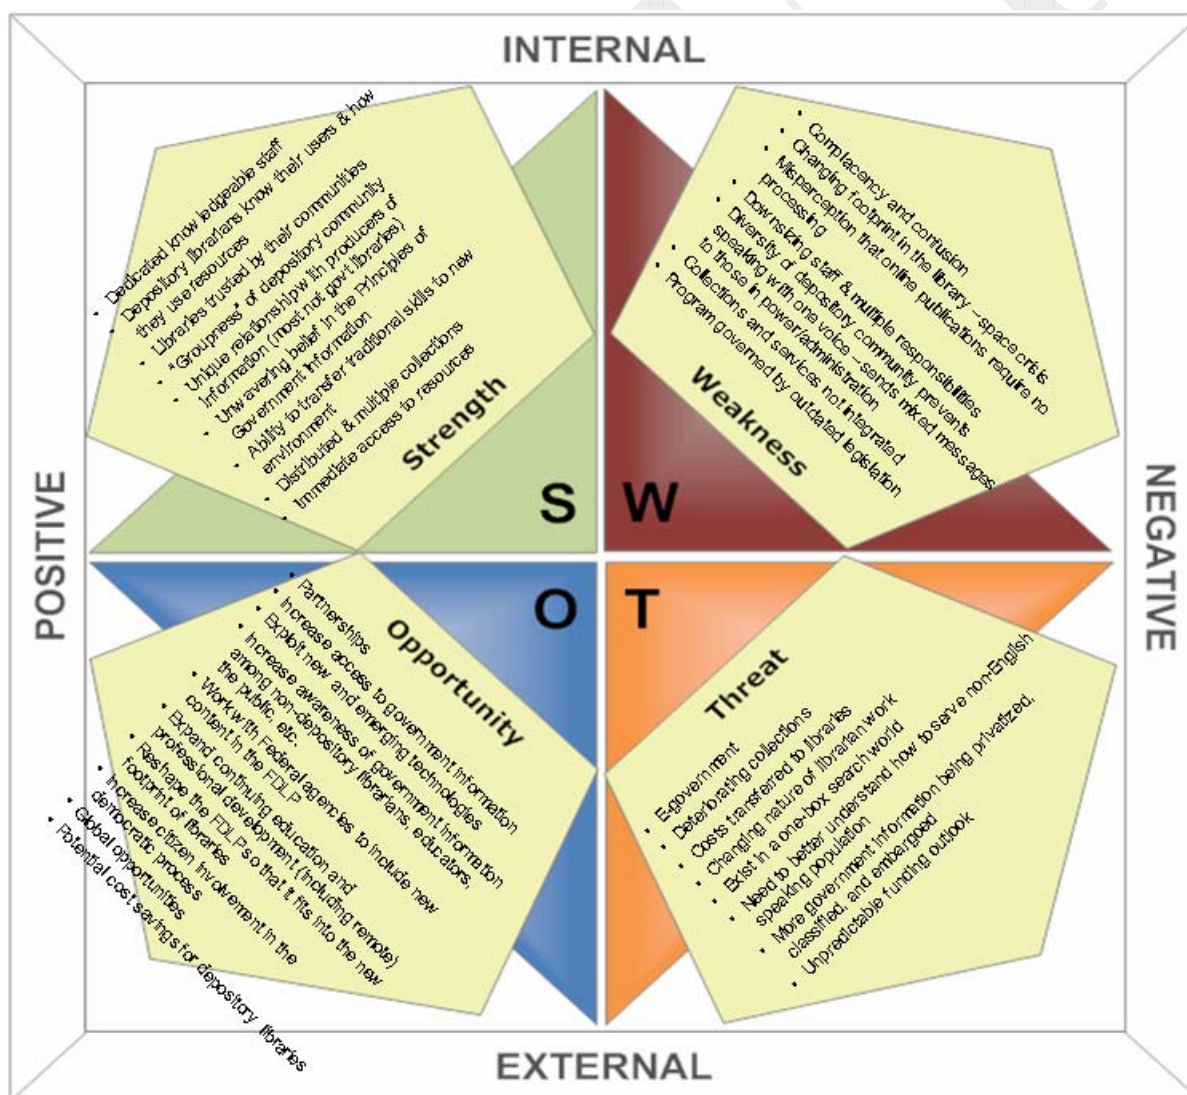 INTERNAL
POSITIVE
NEGATIVE
EXTERNAL
• Dedicated knowledgeable staff
• Depository librarians know their users & how
they use resources
• Libraries trusted by their communities
• "Groupness" of depository community
• Unique relationship with producers of
information (most not gov't libraries)
• Unwavering belief in the Principles of
Government Information
• Ability to transfer traditional skills to new
environment
• Distributed & multiple collections
• Immediate access to resources
Strength
S
• Complacency and confusion
• Changing footprint in the library – space crisis
• Misperception that online publications require no
processing
• Downsizing staff & multiple responsibilities
• Diversity of depository community prevents
speaking with one voice – sends mixed messages
to those in power/administration
• Collections and services not integrated
• Program governed by outdated legislation
Weakness
W
• Partnerships
• Increase access to government information
• Exploit new and emerging technologies
• Increase awareness of government information
among non-depository librarians, educators,
the public, etc.
• Work with Federal agencies to include new
content in the FDLP
• Expand continuing education and
professional development (including remote)
• Reshape the FDLP so that it fits into the new
footprint of libraries
• Increase citizen involvement in the
democratic process
• Global opportunities
• Potential cost savings for depository libraries
Opportunity
O
T
Threat
• E-government
• Deteriorating collections
• Costs transferred to libraries
• Changing nature of librarian work
• Exist in a one-box search world
• Need to better understand how to serve non-English
speaking population
• More government information being privatized,
classified, and embargoed
• Unpredictable funding outlook